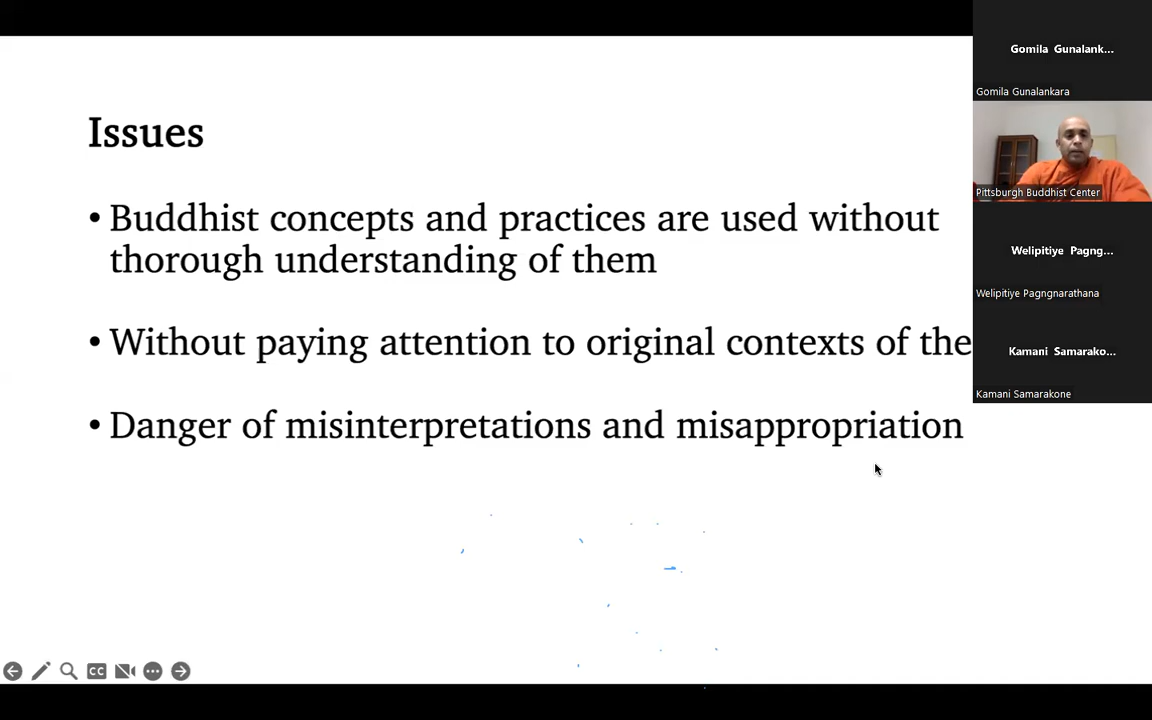 Issues
• Buddhist concepts and practices are used without
thorough understanding of them
• Without paying attention to original contexts of the
• Danger of misinterpretations and misappropriation
Gomila Gunalank...
Gomila Gunalankara
Pittsburgh Buddhist Center
Welipitiye Pagng...
Welipitiye Pagngnarathana
Kamani Samarako...
Kamani Samarakone
CC